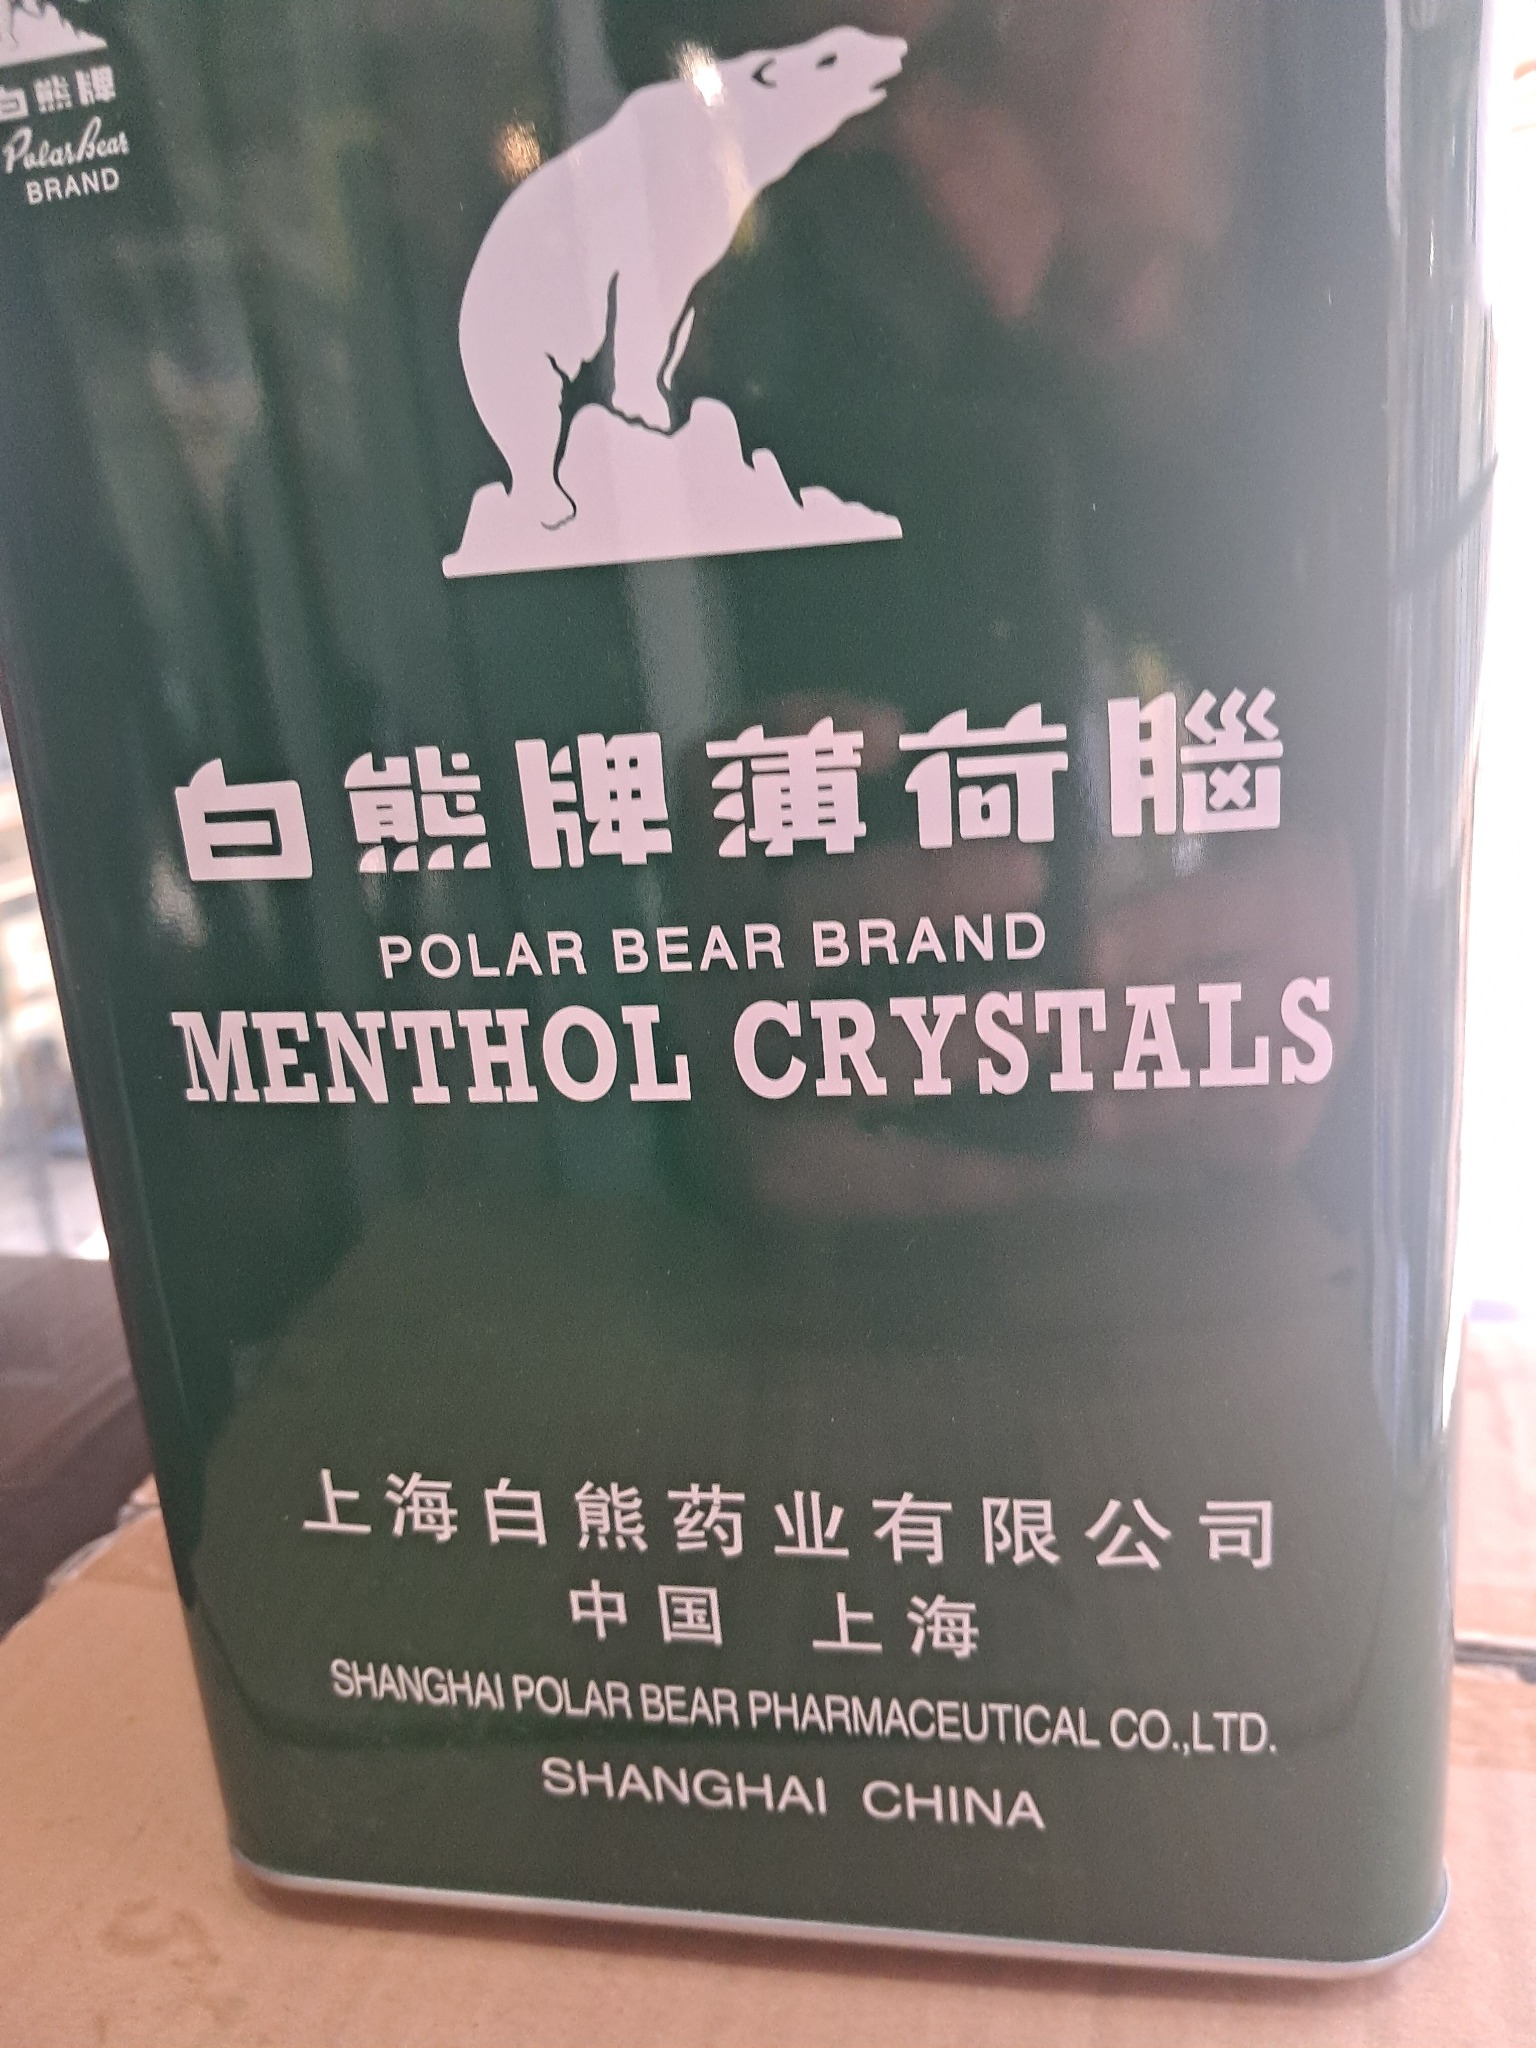 白熊牌
Polar Bear
BRAND
白熊牌薄荷腦
POLAR BEAR BRAND
MENTHOL CRYSTALS
上海白熊药业有限公司
中国 上海
SHANGHAI POLAR BEAR PHARMACEUTICAL CO.,LTD.
SHANGHAI CHINA